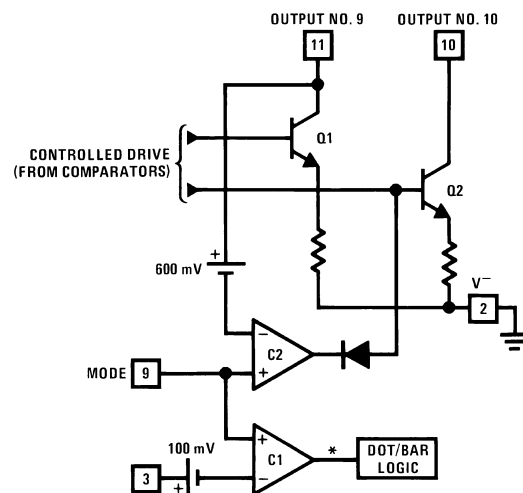 OUTPUT NO. 9
OUTPUT NO. 10
11
10
Q1
CONTROLLED DRIVE
(FROM COMPARATORS)
Q2
+
600 mV
V−
2
−
C2
+
MODE
9
100 mV
+
C1
−
*
DOT/BAR
LOGIC
3
+